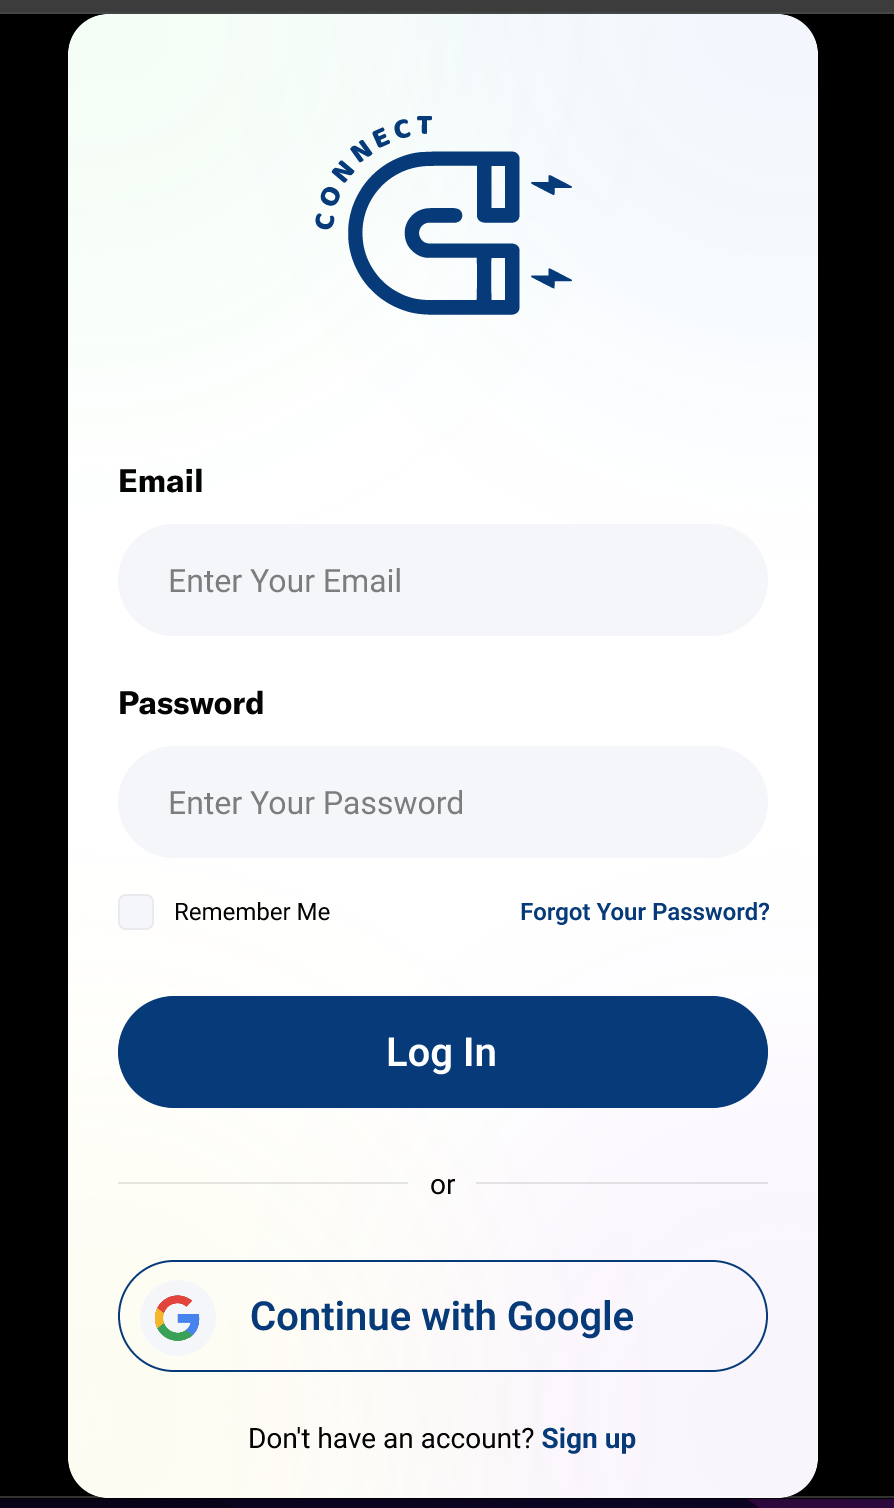 CONNECT
Email
Enter Your Email
Password
Enter Your Password
Remember Me
Forgot Your Password?
Log In
or
Continue with Google
Don't have an account? Sign up